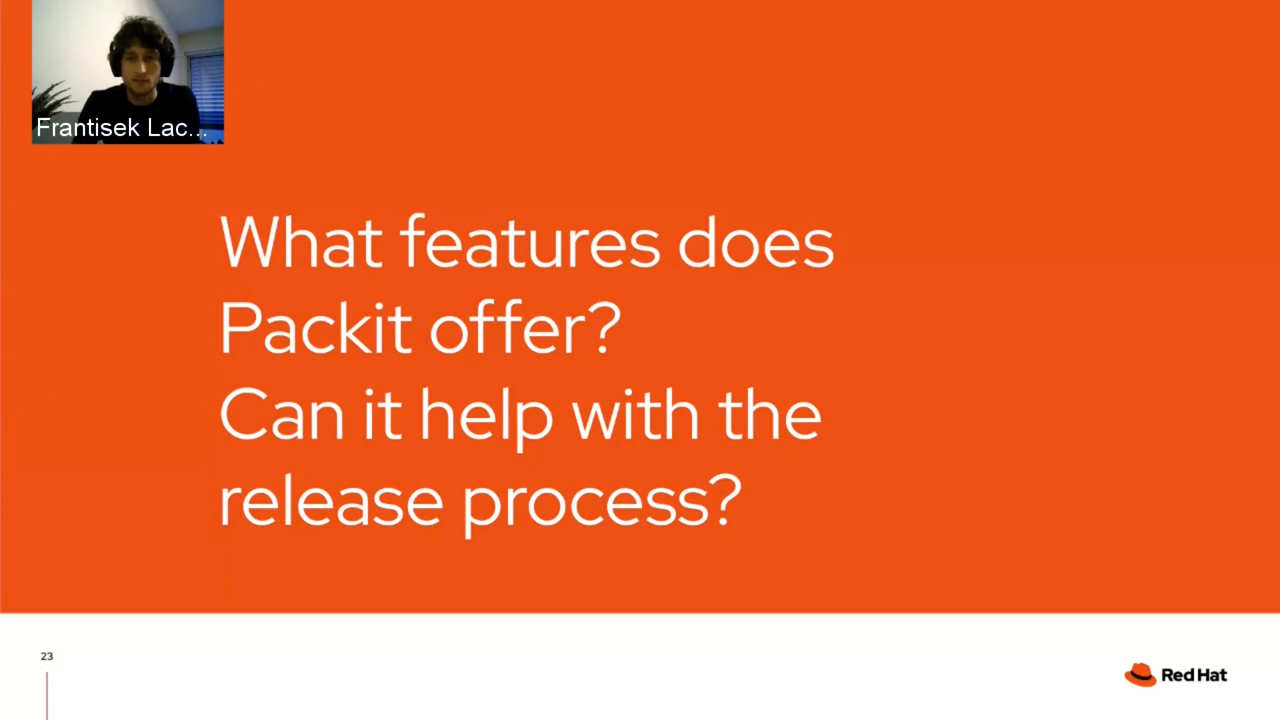 Frantisek Lac...
What features does
Packit offer?
Can it help with the
release process?
23
Red Hat